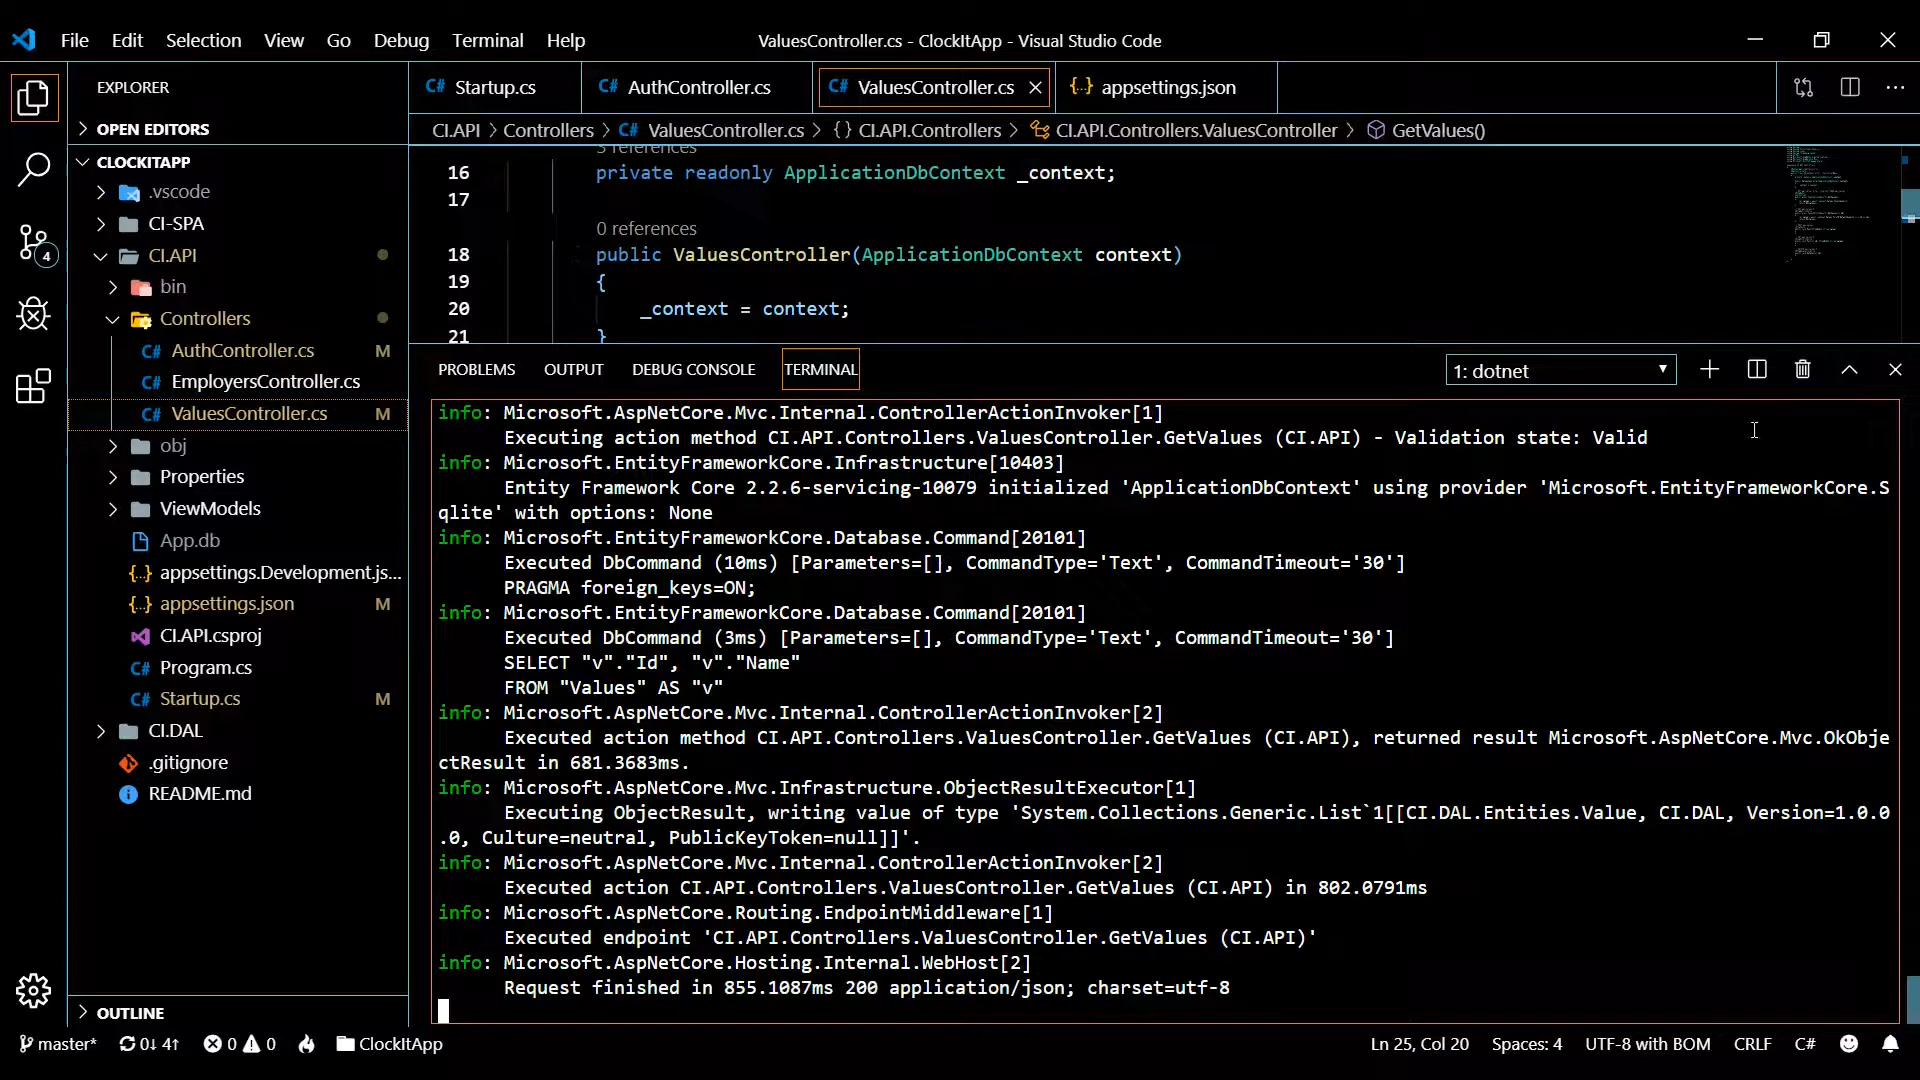 File Edit Selection View Go Debug Terminal Help
ValuesController.cs - ClockItApp - Visual Studio Code
EXPLORER
OPEN EDITORS
CLOCKITAPP
.vscode
CI-SPA
CI.API
bin
Controllers
AuthController.cs M
EmployersController.cs
ValuesController.cs M
obj
Properties
ViewModels
App.db
{..} appsettings.Development.js...
{..} appsettings.json M
CI.API.csproj
C# Program.cs
C# Startup.cs M
CI.DAL
.gitignore
README.md
OUTLINE
4
C# Startup.cs
C# AuthController.cs
C# ValuesController.cs
{..} appsettings.json
CI.API > Controllers > C# ValuesController.cs > {} CI.API.Controllers > CI.API.Controllers.ValuesController > GetValues()
3 references
16 private readonly ApplicationDbContext _context;
17
0 references
18 public ValuesController(ApplicationDbContext context)
19 {
20 _context = context;
21 }
PROBLEMS OUTPUT DEBUG CONSOLE TERMINAL
1: dotnet
info: Microsoft.AspNetCore.Mvc.Internal.ControllerActionInvoker[1]
Executing action method CI.API.Controllers.ValuesController.GetValues (CI.API) - Validation state: Valid
info: Microsoft.EntityFrameworkCore.Infrastructure[10403]
Entity Framework Core 2.2.6-servicing-10079 initialized 'ApplicationDbContext' using provider 'Microsoft.EntityFrameworkCore.S
qlite' with options: None
info: Microsoft.EntityFrameworkCore.Database.Command[20101]
Executed DbCommand (10ms) [Parameters=[], CommandType='Text', CommandTimeout='30']
PRAGMA foreign_keys=ON;
info: Microsoft.EntityFrameworkCore.Database.Command[20101]
Executed DbCommand (3ms) [Parameters=[], CommandType='Text', CommandTimeout='30']
SELECT "v"."Id", "v"."Name"
FROM "Values" AS "v"
info: Microsoft.AspNetCore.Mvc.Internal.ControllerActionInvoker[2]
Executed action method CI.API.Controllers.ValuesController.GetValues (CI.API), returned result Microsoft.AspNetCore.Mvc.OkObje
ctResult in 681.3683ms.
info: Microsoft.AspNetCore.Mvc.Infrastructure.ObjectResultExecutor[1]
Executing ObjectResult, writing value of type 'System.Collections.Generic.List`1[[CI.DAL.Entities.Value, CI.DAL, Version=1.0.0
.0, Culture=neutral, PublicKeyToken=null]]'.
info: Microsoft.AspNetCore.Mvc.Internal.ControllerActionInvoker[2]
Executed action CI.API.Controllers.ValuesController.GetValues (CI.API) in 802.0791ms
info: Microsoft.AspNetCore.Routing.EndpointMiddleware[1]
Executed endpoint 'CI.API.Controllers.ValuesController.GetValues (CI.API)'
info: Microsoft.AspNetCore.Hosting.Internal.WebHost[2]
Request finished in 855.1087ms 200 application/json; charset=utf-8
master* 0↓ 4↑ 0 0 ClockItApp
Ln 25, Col 20 Spaces: 4 UTF-8 with BOM CRLF C#